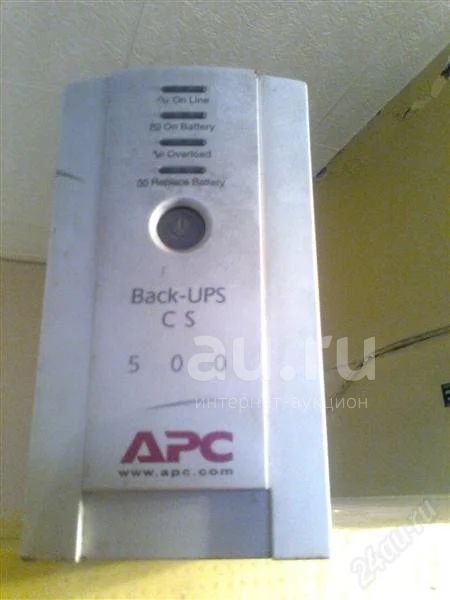 On Line
On Battery
Overload
Replace Battery
Back-UPS
CS
500
au.ru
интернет-аукцион
APC
www.apc.com
24au.ru